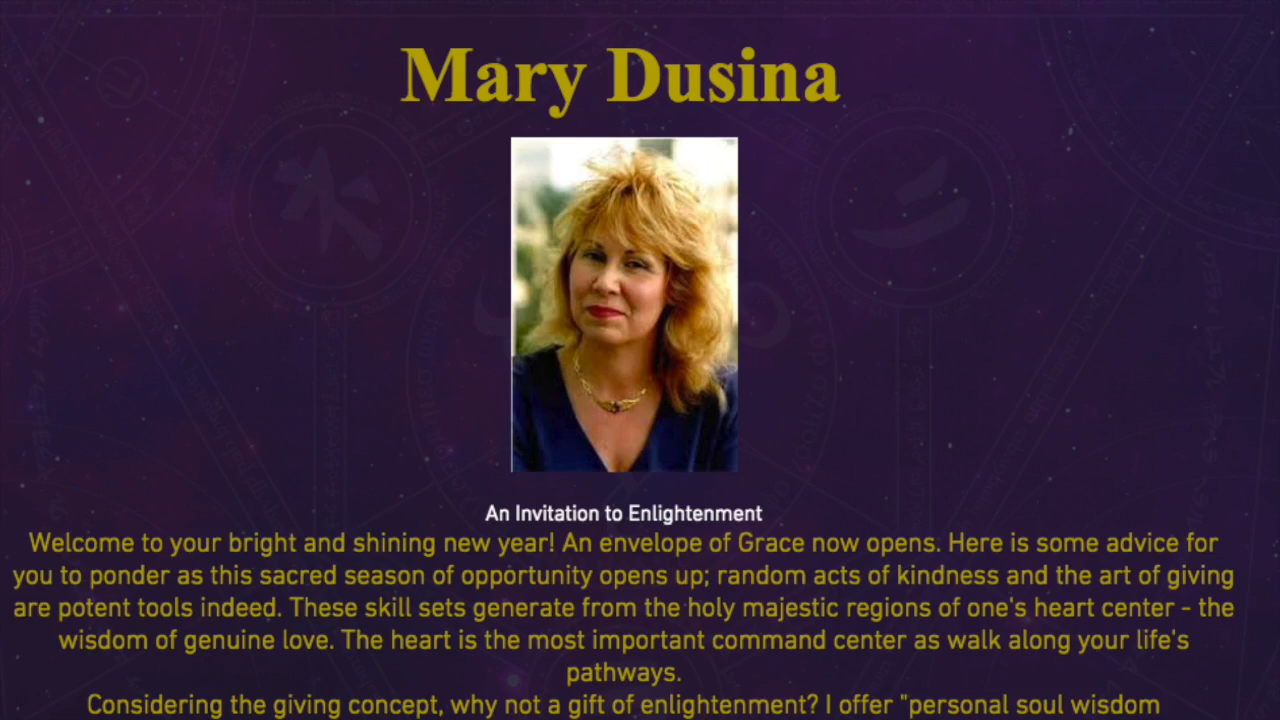 Mary Dusina
An Invitation to Enlightenment
Welcome to your bright and shining new year! An envelope of Grace now opens. Here is some advice for
you to ponder as this sacred season of opportunity opens up; random acts of kindness and the art of giving
are potent tools indeed. These skill sets generate from the holy majestic regions of one's heart center - the
wisdom of genuine love. The heart is the most important command center as walk along your life's
pathways.
Considering the giving concept, why not a gift of enlightenment? I offer "personal soul wisdom